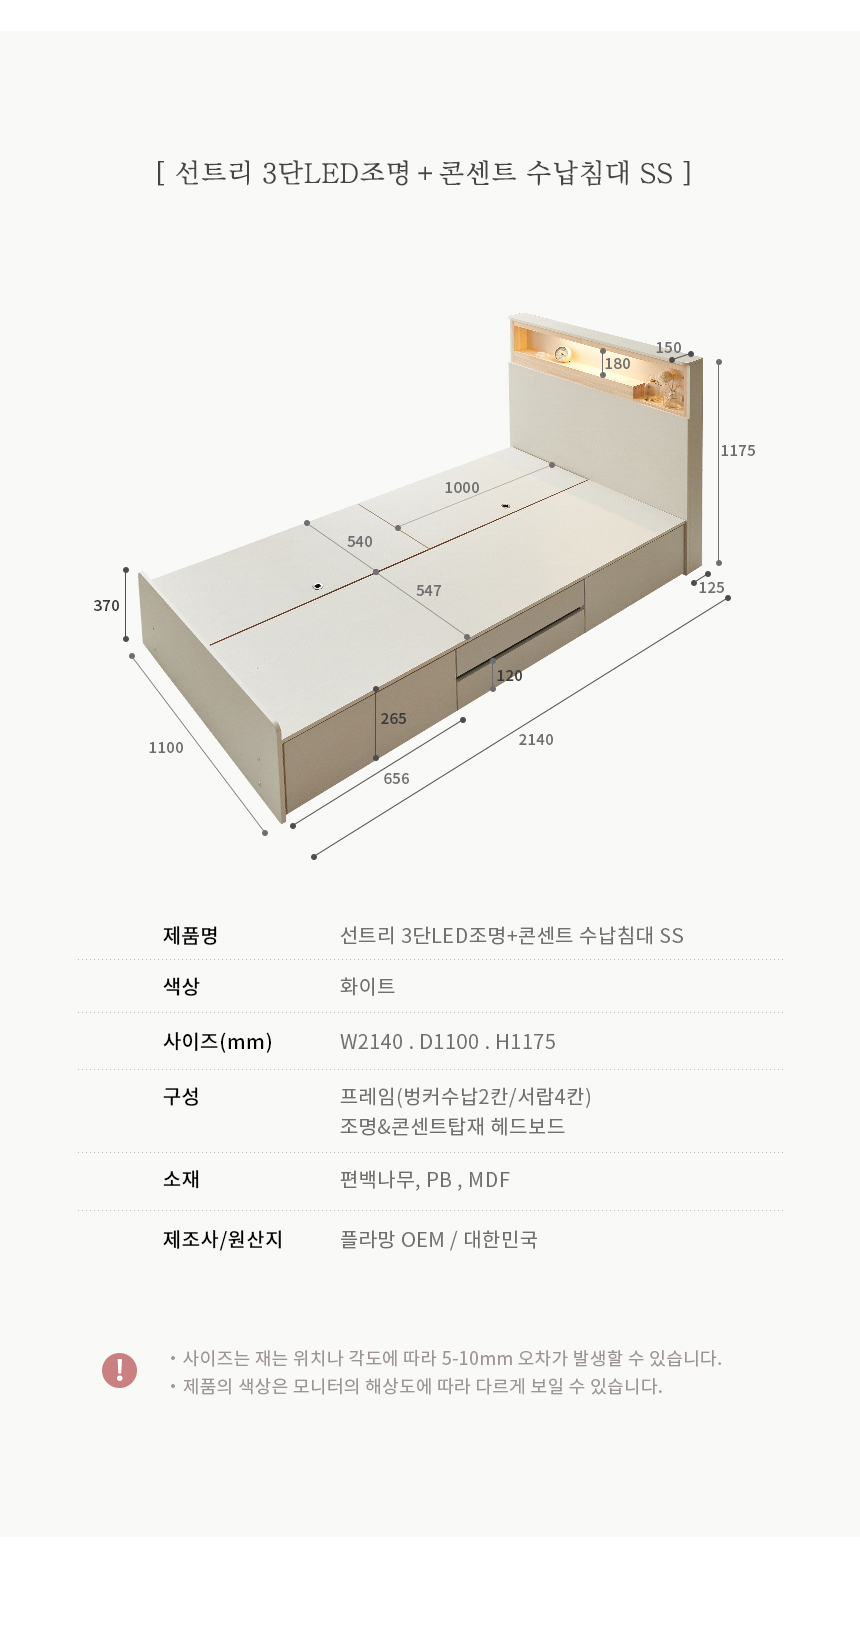 [ 선트리 3단LED조명+콘센트 수납침대 SS ]
150
180
1175
1000
540
547
125
370
120
265
2140
1100
656
제품명 선트리 3단LED조명+콘센트 수납침대 SS
색상 화이트
사이즈(mm) W2140 . D1100 . H1175
구성 프레임(벙커수납2칸/서랍4칸)
조명&콘센트탑재 헤드보드
소재 편백나무, PB , MDF
제조사/원산지 플라망 OEM / 대한민국
• 사이즈는 재는 위치나 각도에 따라 5-10mm 오차가 발생할 수 있습니다.
• 제품의 색상은 모니터의 해상도에 따라 다르게 보일 수 있습니다.